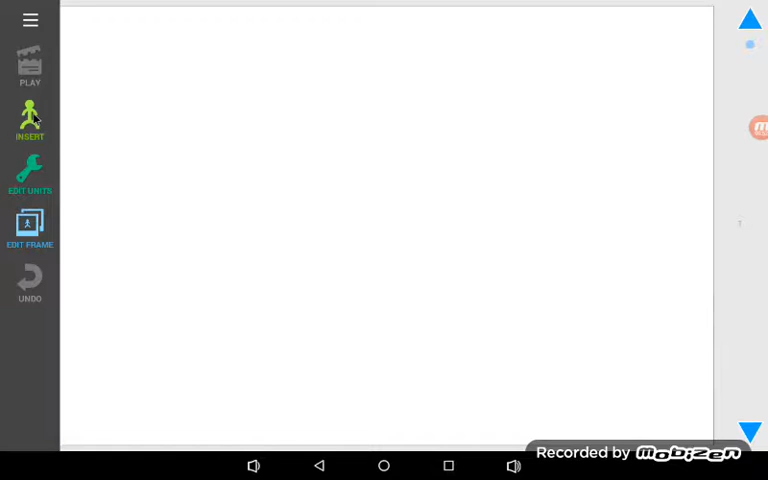 PLAY
INSERT
EDIT UNITS
EDIT FRAME
UNDO
Recorded by mobizen